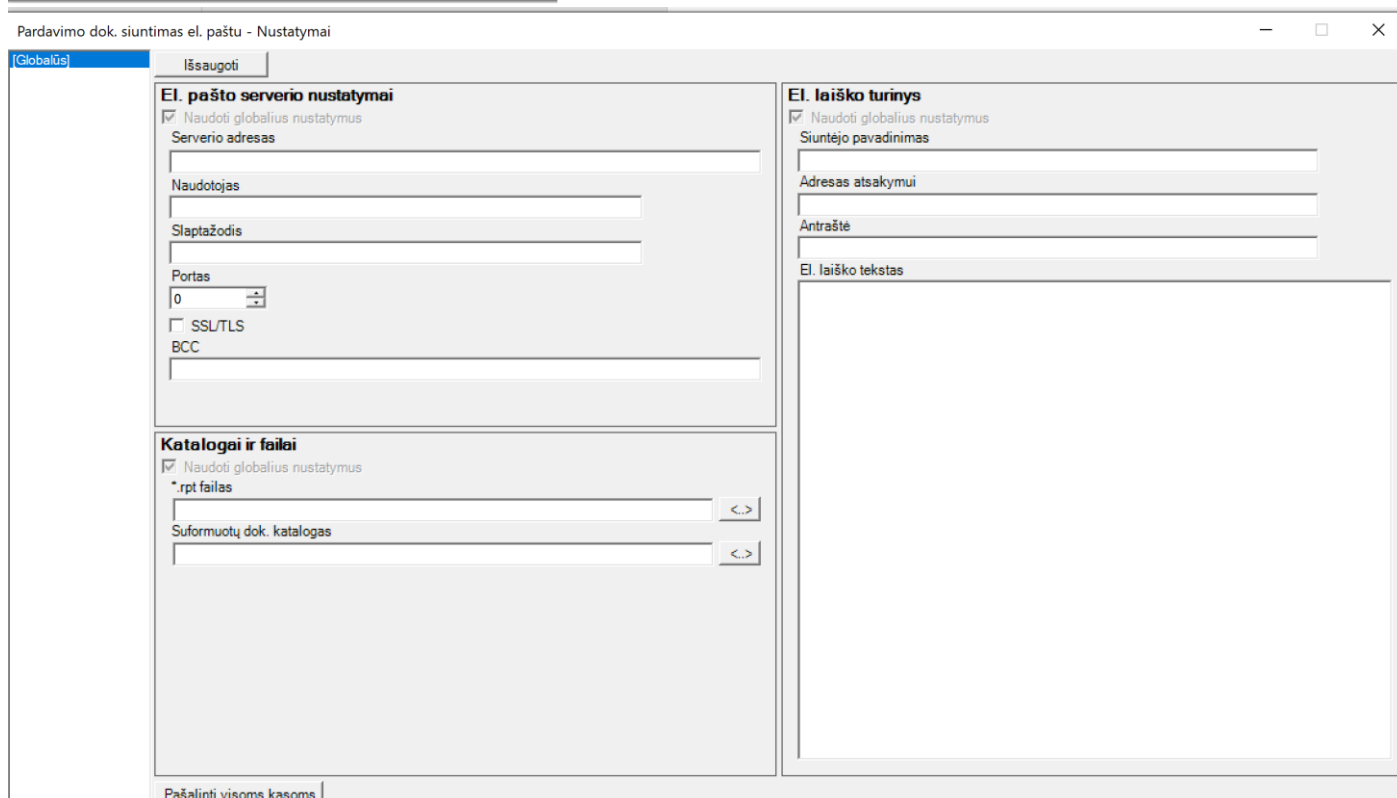 Pardavimo dok. siuntimas el. paštu - Nustatymai
[Globalūs]
Išsaugoti
El. pašto serverio nustatymai
Naudoti globalius nustatymus
Serverio adresas
Naudotojas
Slaptažodis
Portas
0
SSL/TLS
BCC
Katalogai ir failai
Naudoti globalius nustatymus
*.rpt failas
<..>
Suformuotų dok. katalogas
<..>
El. laiško turinys
Naudoti globalius nustatymus
Siuntėjo pavadinimas
Adresas atsakymui
Antraštė
El. laiško tekstas
Pašalinti visoms kasoms